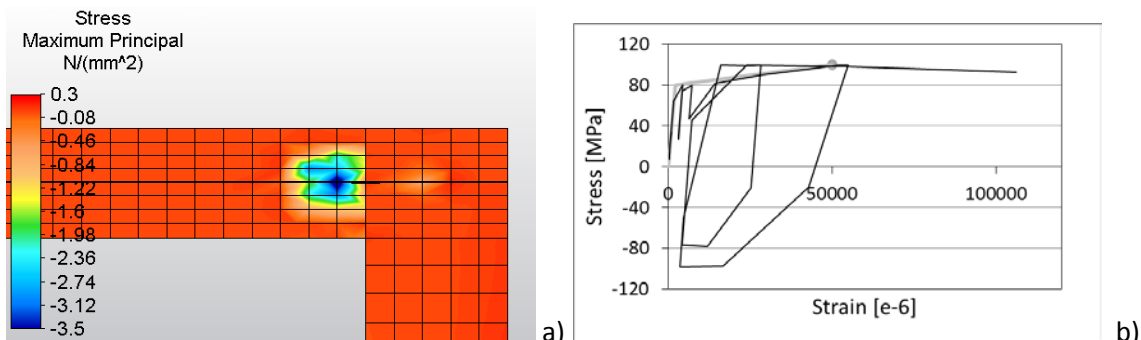 Stress
Maximum Principal
N/(mm^2)
0.3
-0.08
-0.46
-0.84
-1.22
-1.6
-1.98
-2.36
-2.74
-3.12
-3.5
a)
120
80
40
0
-40
-80
-120
0 50000 100000
Stress [MPa]
Strain [e-6]
b)